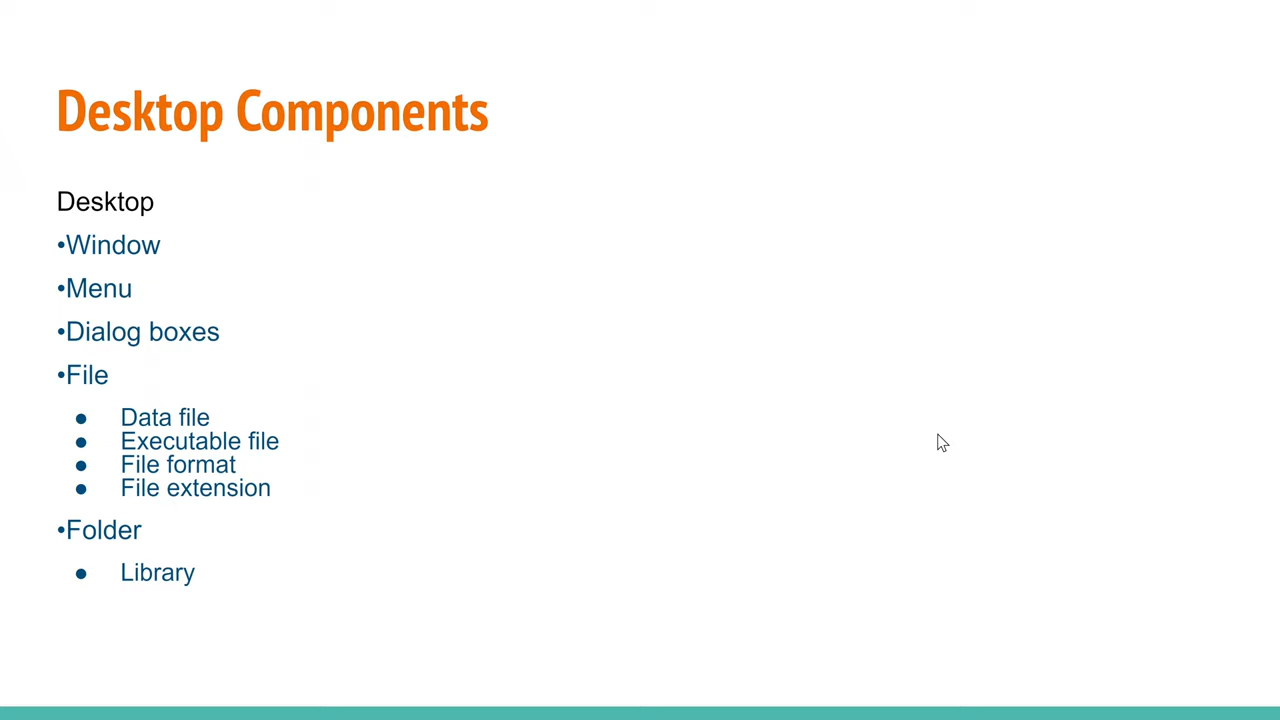 Desktop Components
Desktop
•Window
•Menu
•Dialog boxes
•File
● Data file
● Executable file
● File format
● File extension
•Folder
● Library